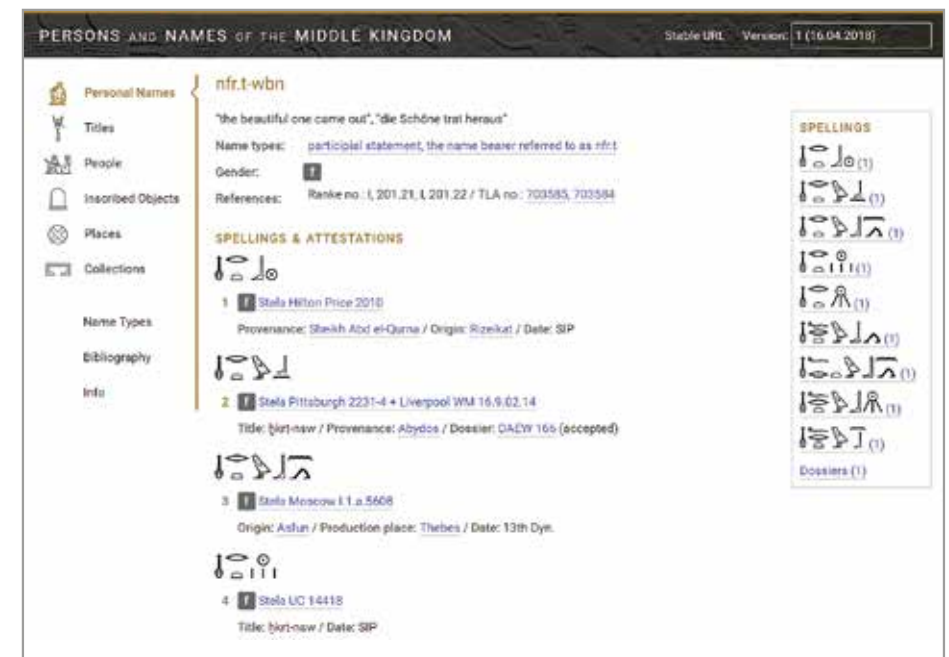 PERSONS AND NAMES OF THE MIDDLE KINGDOM
Stable URL Version: 1 (16.04.2018)
Personal Names
Titles
People
Inscribed Objects
Places
Collections
Name Types
Bibliography
Info
nfr.t-wbn
"the beautiful one came out", "die Schöne trat heraus"
Name types: participial statement, the name bearer referred to as nfr.t
Gender: f
References: Ranke no.: I, 201.21, I, 201.22 / TLA no.: 703585, 703584
SPELLINGS & ATTESTATIONS
1 f Stela Hilton Price 2010
Provenance: Sheikh Abd el-Qurna / Origin: Rizeikat / Date: SIP
2 f Stela Pittsburgh 2231-4 + Liverpool WM 16.9.02.14
Title: ẖkrt-nsw / Provenance: Abydos / Dossier: DAEW 166 (accepted)
3 f Stela Moscow I.1.a.5608
Origin: Asfun / Production place: Thebes / Date: 13th Dyn.
4 f Stela UC 14418
Title: ẖkrt-nsw / Date: SIP
SPELLINGS
(1)
(1)
(1)
(1)
(1)
(1)
(1)
(1)
(1)
Dossiers (1)